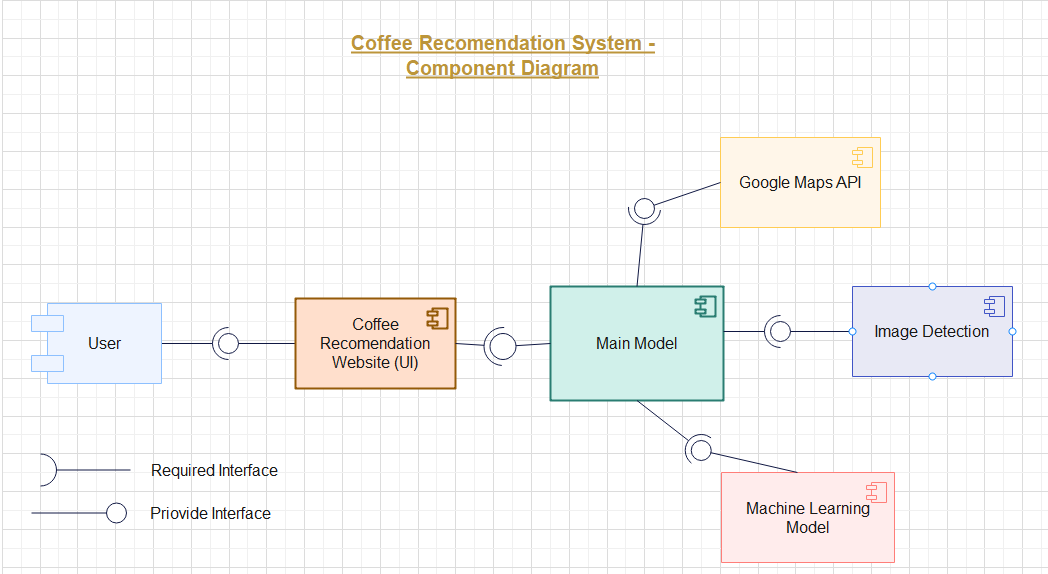 Coffee Recomendation System -
Component Diagram
Google Maps API
User
Coffee
Recomendation
Website (UI)
Main Model
Image Detection
Required Interface
Priovide Interface
Machine Learning
Model